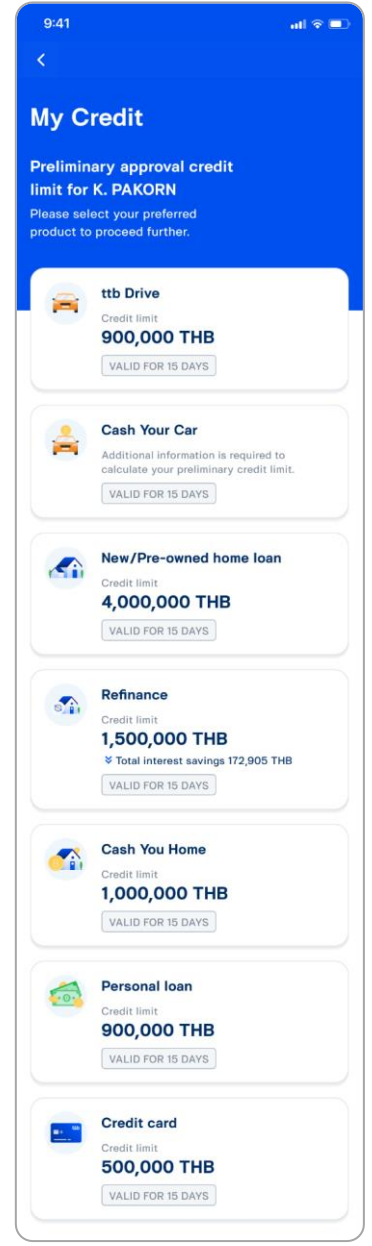 9:41
My Credit
Preliminary approval credit
limit for K. PAKORN
Please select your preferred
product to proceed further.
ttb Drive
Credit limit
900,000 THB
VALID FOR 15 DAYS
Cash Your Car
Additional information is required to
calculate your preliminary credit limit.
VALID FOR 15 DAYS
New/Pre-owned home loan
Credit limit
4,000,000 THB
VALID FOR 15 DAYS
Refinance
Credit limit
1,500,000 THB
Total interest savings 172,905 THB
VALID FOR 15 DAYS
Cash You Home
Credit limit
1,000,000 THB
VALID FOR 15 DAYS
Personal loan
Credit limit
900,000 THB
VALID FOR 15 DAYS
Credit card
Credit limit
500,000 THB
VALID FOR 15 DAYS